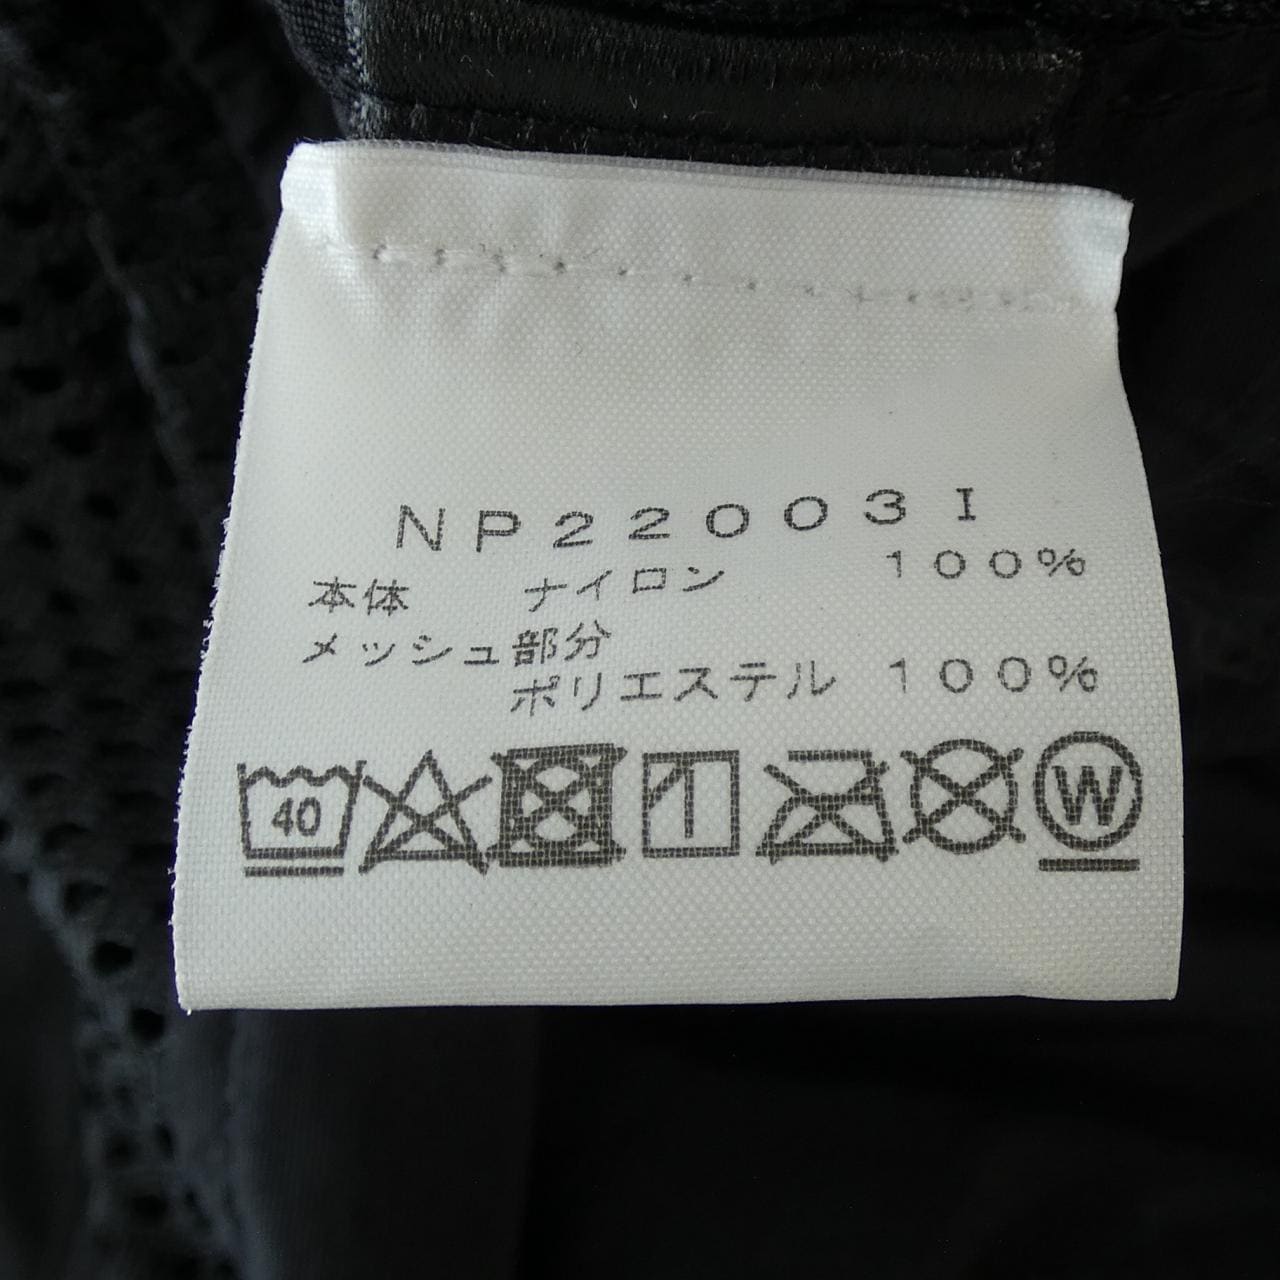 NP22003I
本体 ナイロン 100%
メッシュ部分
ポリエステル 100%
40 W